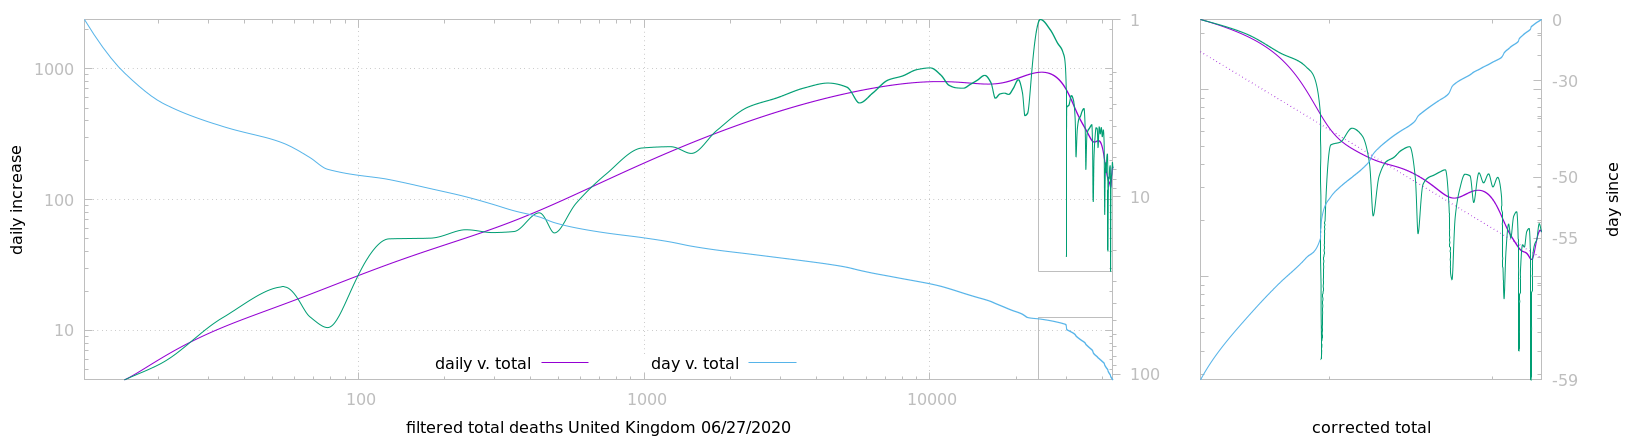 1
1000
daily increase
100
10
10
daily v. total
day v. total
100
100
1000
10000
filtered total deaths United Kingdom 06/27/2020
0
-30
-50
day since
-55
-59
corrected total